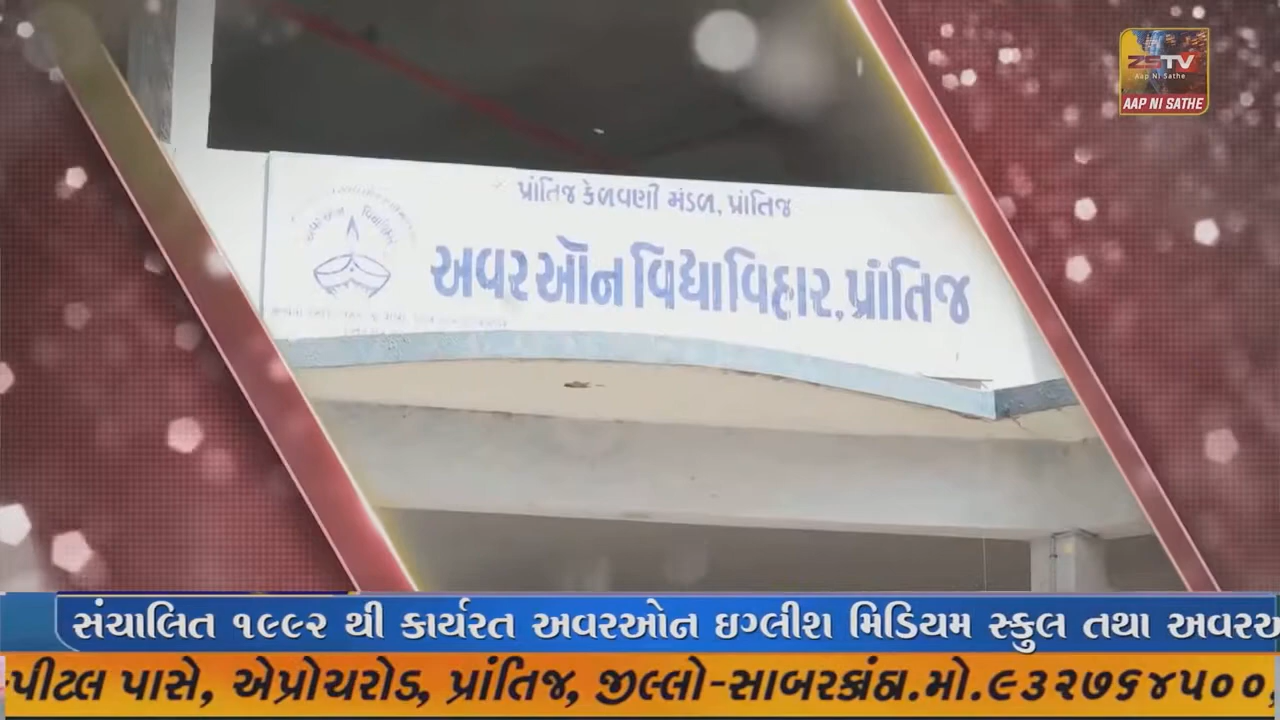 ZSTV
Aap Ni Sathe
AAP NI SATHE
પ્રાંતિજ કેળવણી મંડળ, પ્રાંતિજ
અવર ઑન વિદ્યાવિહાર, પ્રાંતિજ
સંચાલિત ૧૯૯૨ થી કાર્યરત અવરઓન ઇગ્લીશ મિડિયમ સ્કુલ તથા
પીટલ પાસે, એપ્રોચરોડ, પ્રાંતિજ, જીલ્લો-સાબરકાંઠા.મો.૯૩૨૭૬૪૫૦૦,